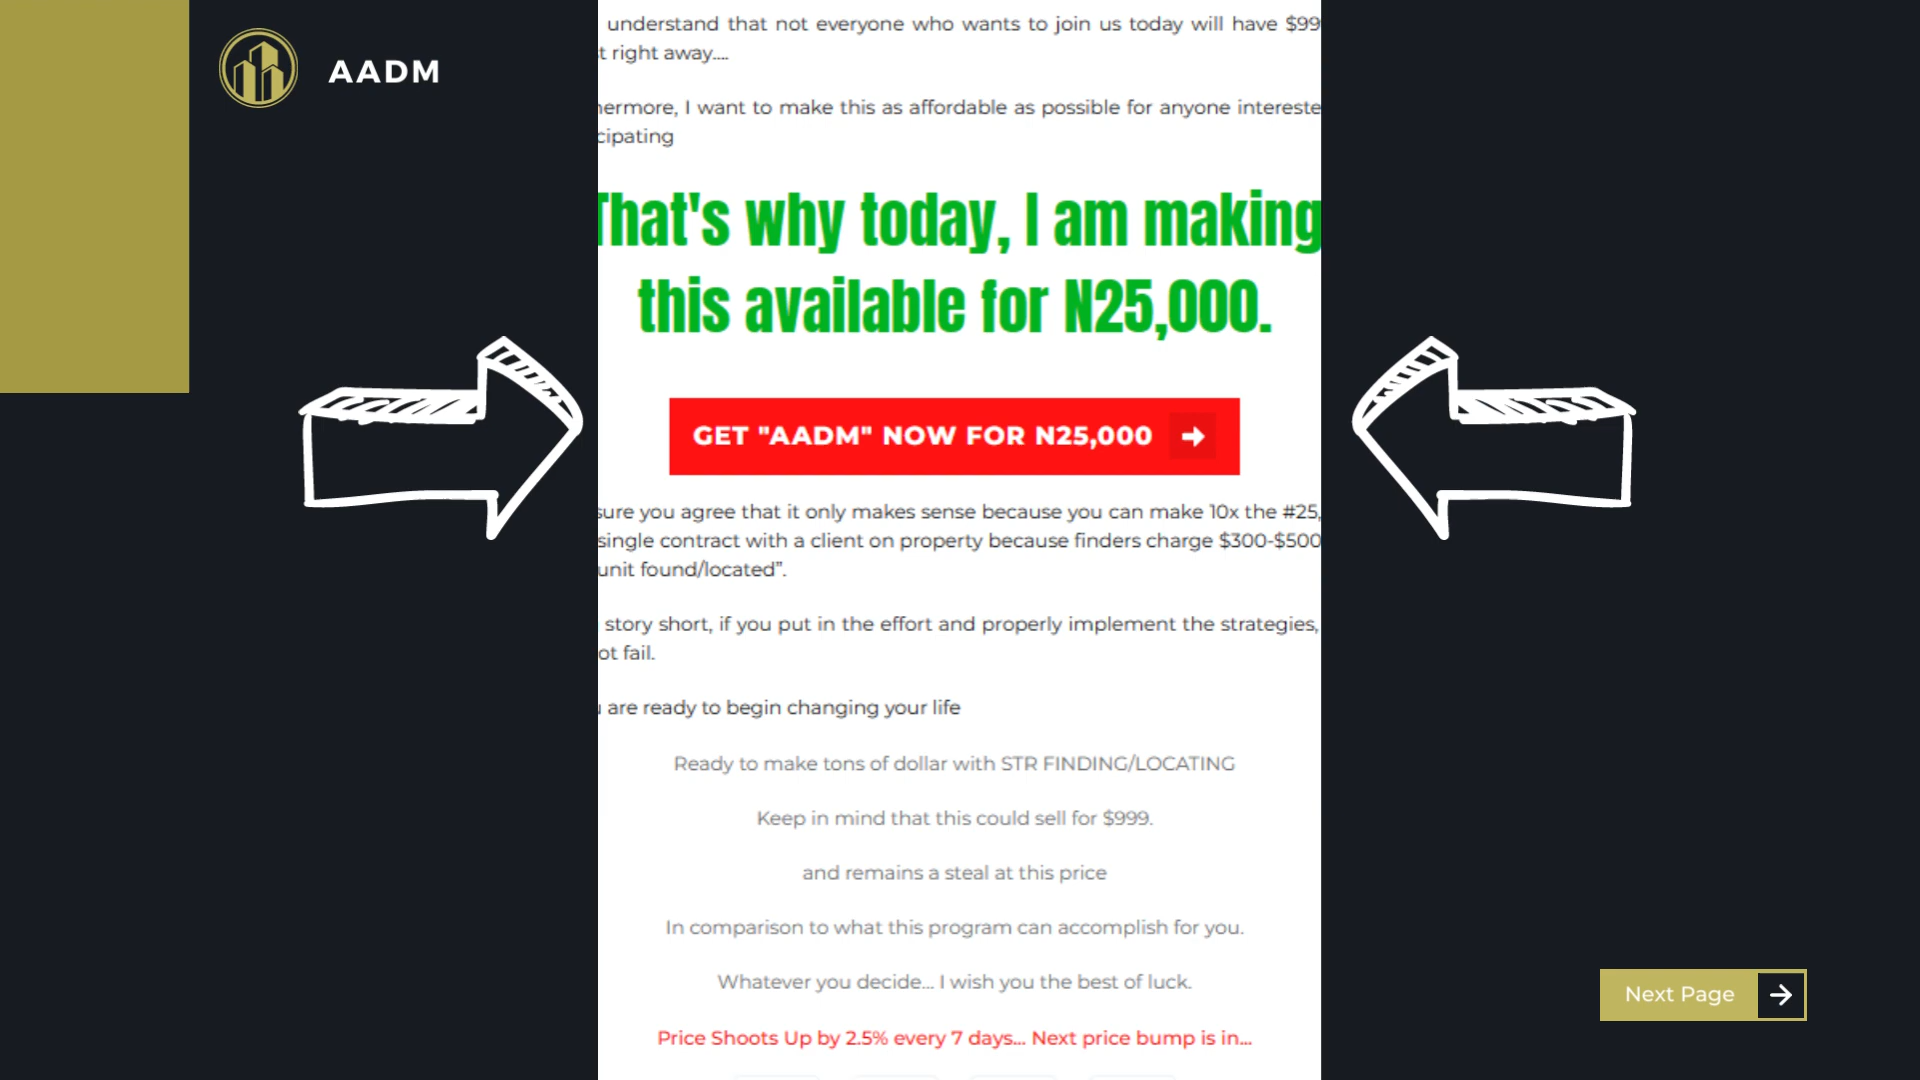 AADM
understand that not everyone who wants to join us today will have $99
t right away....
hermore, I want to make this as affordable as possible for anyone intereste
cipating
That's why today, I am making
this available for N25,000.
GET "AADM" NOW FOR N25,000
sure you agree that it only makes sense because you can make 10x the #25,
single contract with a client on property because finders charge $300-$500
unit found/located”.
story short, if you put in the effort and properly implement the strategies,
ot fail.
are ready to begin changing your life
Ready to make tons of dollar with STR FINDING/LOCATING
Keep in mind that this could sell for $999.
and remains a steal at this price
In comparison to what this program can accomplish for you.
Whatever you decide... I wish you the best of luck.
Next Page
Price Shoots Up by 2.5% every 7 days... Next price bump is in...